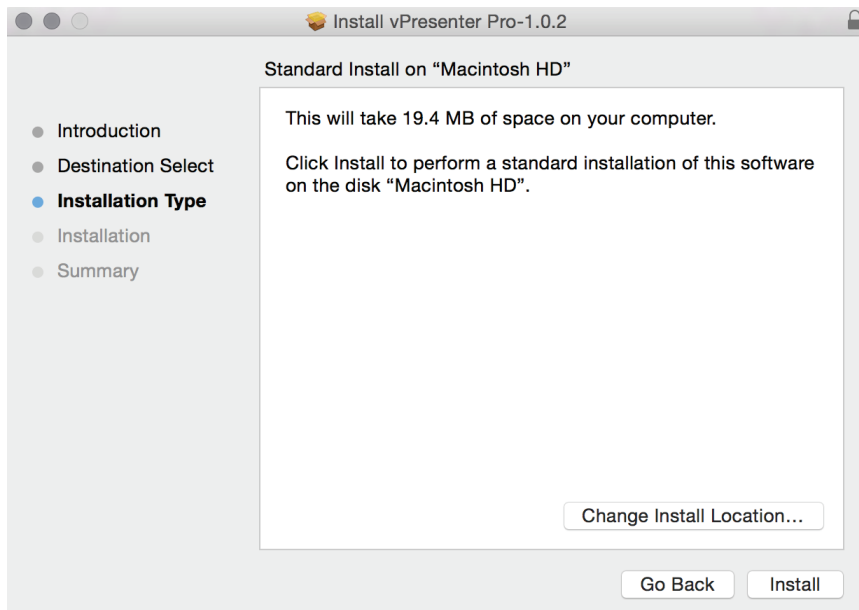 Install vPresenter Pro-1.0.2
Standard Install on “Macintosh HD”
Introduction
Destination Select
Installation Type
Installation
Summary
This will take 19.4 MB of space on your computer.
Click Install to perform a standard installation of this software
on the disk “Macintosh HD”.
Change Install Location...
Go Back
Install